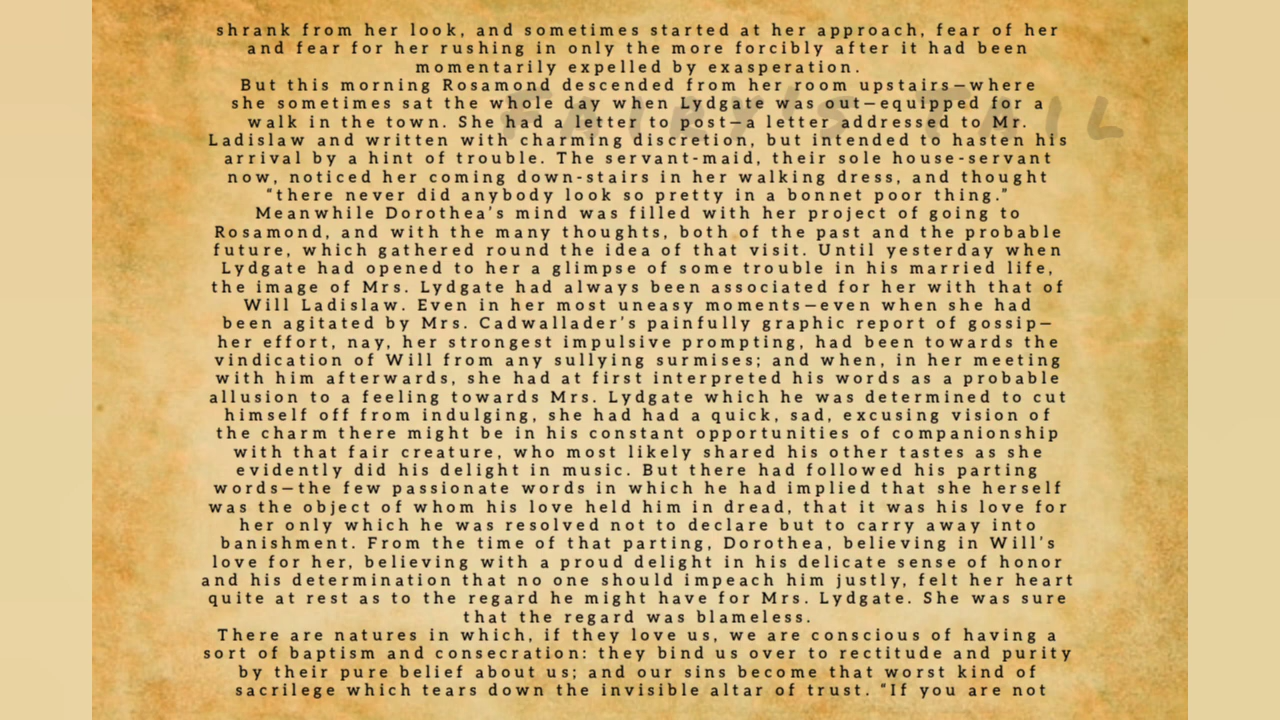 shrank from her look, and sometimes started at her approach, fear of her
and fear for her rushing in only the more forcibly after it had been
momentarily expelled by exasperation.
But this morning Rosamond descended from her room upstairs—where
she sometimes sat the whole day when Lydgate was out—equipped for a
walk in the town. She had a letter to post—a letter addressed to Mr.
Ladislaw and written with charming discretion, but intended to hasten his
arrival by a hint of trouble. The servant-maid, their sole house-servant
now, noticed her coming down-stairs in her walking dress, and thought
"there never did anybody look so pretty in a bonnet poor thing."
Meanwhile Dorothea's mind was filled with her project of going to
Rosamond, and with the many thoughts, both of the past and the probable
future, which gathered round the idea of that visit. Until yesterday when
Lydgate had opened to her a glimpse of some trouble in his married life,
the image of Mrs. Lydgate had always been associated for her with that of
Will Ladislaw. Even in her most uneasy moments—even when she had
been agitated by Mrs. Cadwallader's painfully graphic report of gossip—
her effort, nay, her strongest impulsive prompting, had been towards the
vindication of Will from any sullying surmises; and when, in her meeting
with him afterwards, she had at first interpreted his words as a probable
allusion to a feeling towards Mrs. Lydgate which he was determined to cut
himself off from indulging, she had had a quick, sad, excusing vision of
the charm there might be in his constant opportunities of companionship
with that fair creature, who most likely shared his other tastes as she
evidently did his delight in music. But there had followed his parting
words—the few passionate words in which he had implied that she herself
was the object of whom his love held him in dread, that it was his love for
her only which he was resolved not to declare but to carry away into
banishment. From the time of that parting, Dorothea, believing in Will's
love for her, believing with a proud delight in his delicate sense of honor
and his determination that no one should impeach him justly, felt her heart
quite at rest as to the regard he might have for Mrs. Lydgate. She was sure
that the regard was blameless.
There are natures in which, if they love us, we are conscious of having a
sort of baptism and consecration: they bind us over to rectitude and purity
by their pure belief about us; and our sins become that worst kind of
sacrilege which tears down the invisible altar of trust. "If you are not